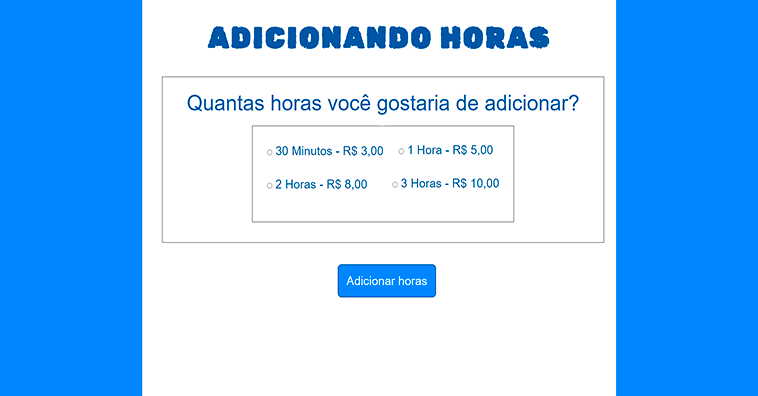 ADICIONANDO HORAS
Quantas horas você gostaria de adicionar?
30 Minutos - R$ 3,00
1 Hora - R$ 5,00
2 Horas - R$ 8,00
3 Horas - R$ 10,00
Adicionar horas